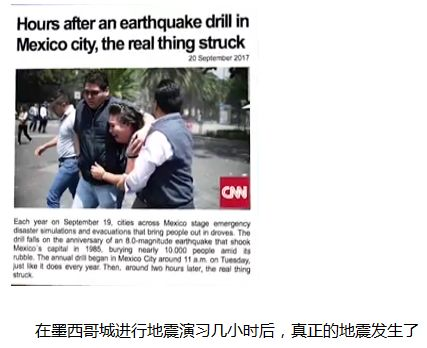 Hours after an earthquake drill in
Mexico city, the real thing struck
20 September 2017
CNN
Each year on September 19, cities across Mexico stage emergency
disaster simulations and evacuations that bring people out in droves. The
drill falls on the anniversary of an 8.0-magnitude earthquake that shook
Mexico´s capital in 1985, burying nearly 10.000 people amid its
rubble. The annual drill began in Mexico City around 11 a.m. on Tuesday,
just like it does every year. Then, around two hours later, the real thing
struck.
在墨西哥城进行地震演习几小时后，真正的地震发生了